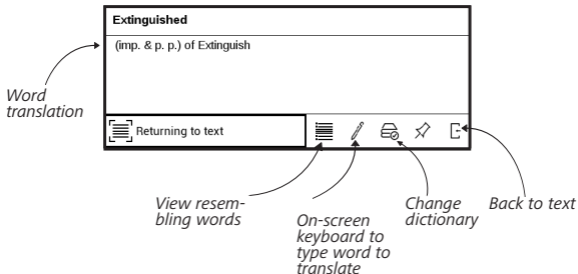 Extinguished
(imp. & p. p.) of Extinguish
Word
translation
Returning to text
View resem-
bling words
On-screen
keyboard to
type word to
translate
Change
dictionary
Back to text